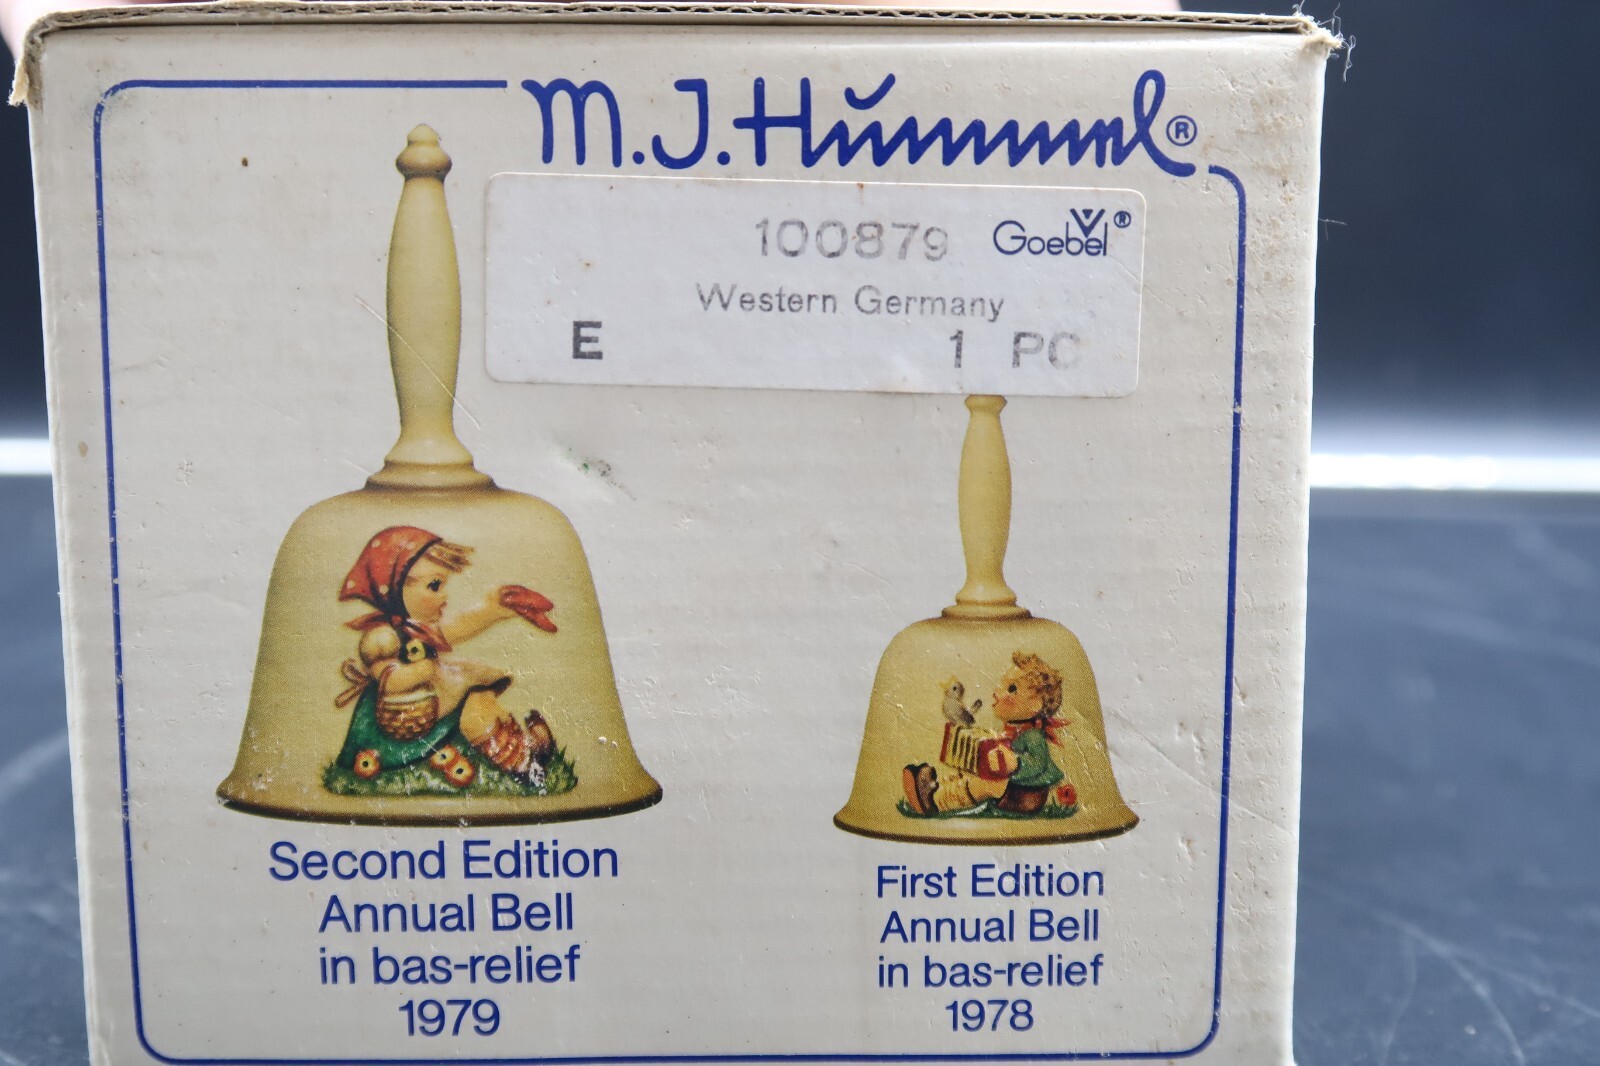 M.J.Hummel®
100879 Goebel®
Western Germany
E 1 PC
Second Edition
Annual Bell
in bas-relief
1979
First Edition
Annual Bell
in bas-relief
1978